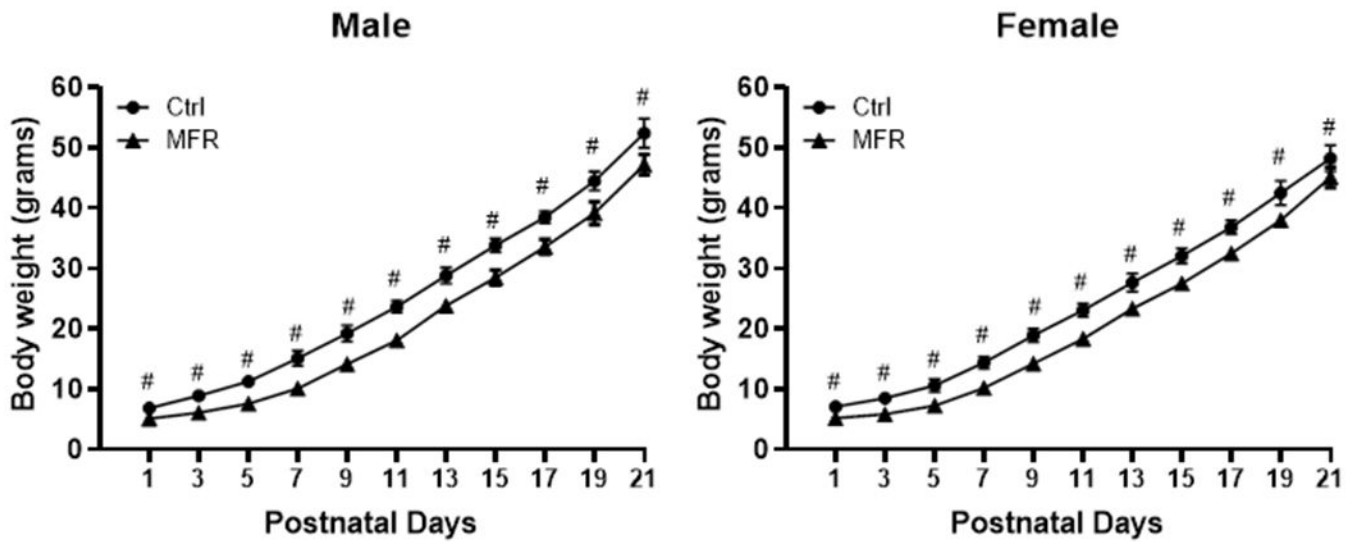 Male
60
50
40
30
20
10
0
Body weight (grams)
Ctrl
MFR
# # # # # # # # # # #
1 3 5 7 9 11 13 15 17 19 21
Postnatal Days
Female
60
50
40
30
20
10
0
Body weight (grams)
Ctrl
MFR
# # # # # # # # # # #
1 3 5 7 9 11 13 15 17 19 21
Postnatal Days